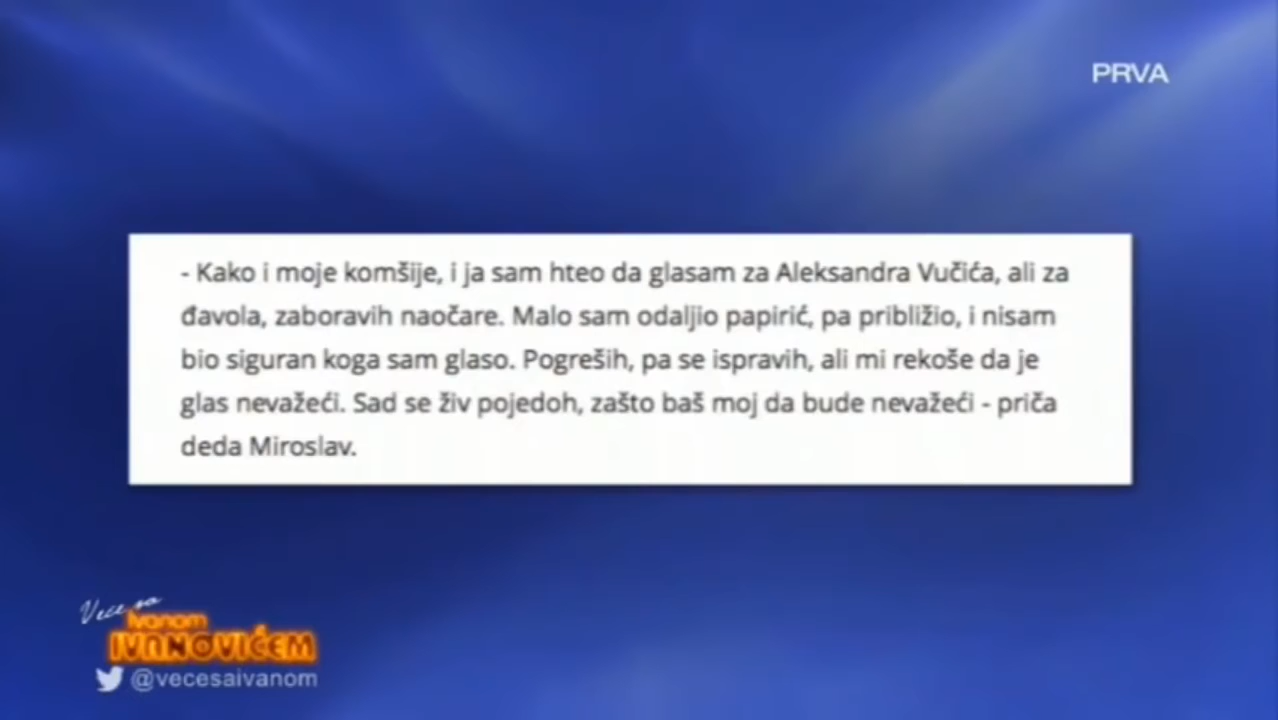 PRVA
- Kako i moje komšije, i ja sam hteo da glasam za Aleksandra Vučića, ali za
đavola, zaboravih naočare. Malo sam odaljio papirić, pa približio, i nisam
bio siguran koga sam glaso. Pogreših, pa se ispravih, ali mi rekoše da je
glas nevažeći. Sad se živ pojedoh, zašto baš moj da bude nevažeći - priča
deda Miroslav.
Veče sa
Ivanom
IVANOVIĆEM
@vecesaivanom